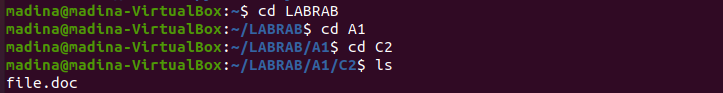 madina@madina-VirtualBox:~$ cd LABRAB
madina@madina-VirtualBox:~/LABRAB$ cd A1
madina@madina-VirtualBox:~/LABRAB/A1$ cd C2
madina@madina-VirtualBox:~/LABRAB/A1/C2$ ls
file.doc